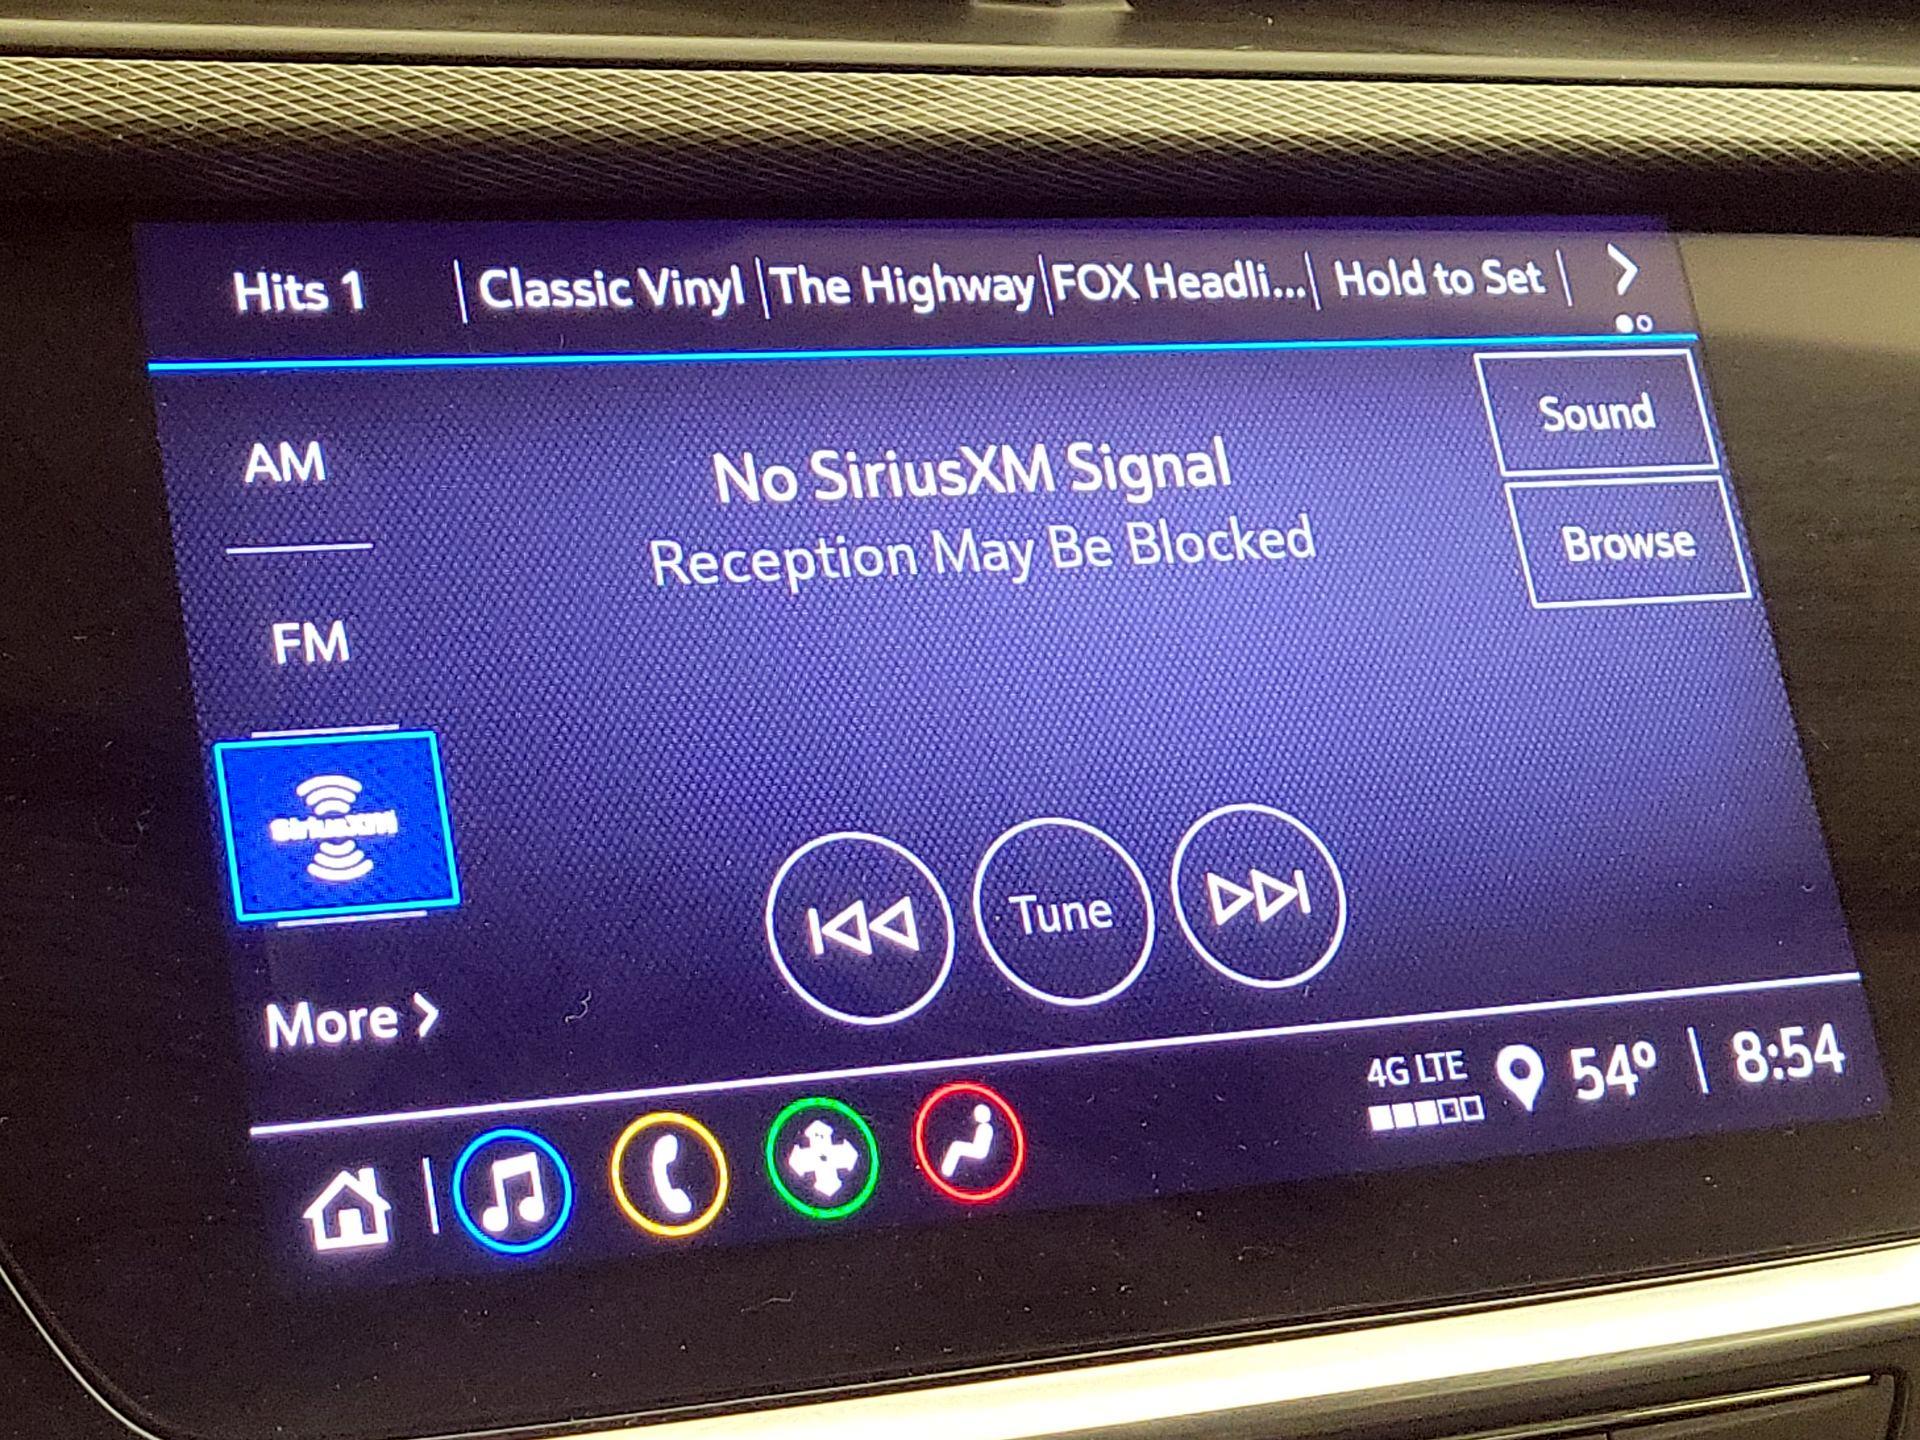 Hits 1 Classic Vinyl The Highway FOX Headli... Hold to Set
AM
No SiriusXM Signal
Reception May Be Blocked
Sound
Browse
FM
SiriusXM
Tune
More
4G LTE
54° 8:54